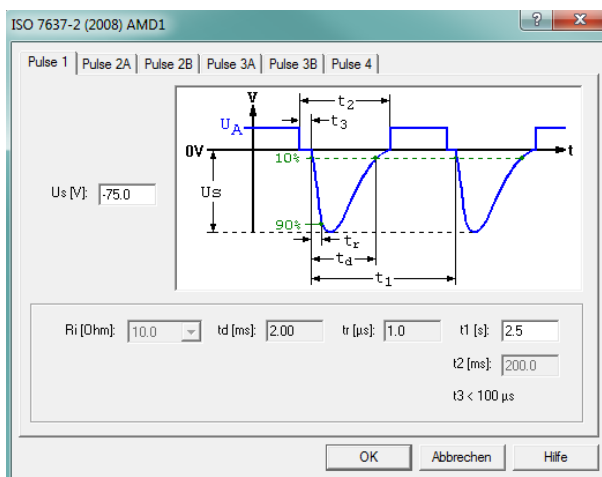 ISO 7637-2 (2008) AMD1
Pulse 1 Pulse 2A Pulse 2B Pulse 3A Pulse 3B Pulse 4
V
t2
UA
t3
0V
t
10%
Us [V]: -75.0
Us
90%
tr
td
t1
Ri [Ohm]: 10.0 td [ms]: 2.00 tr [µs]: 1.0 t1 [s]: 2.5
t2 [ms]: 200.0
t3 < 100 µs
OK Abbrechen Hilfe